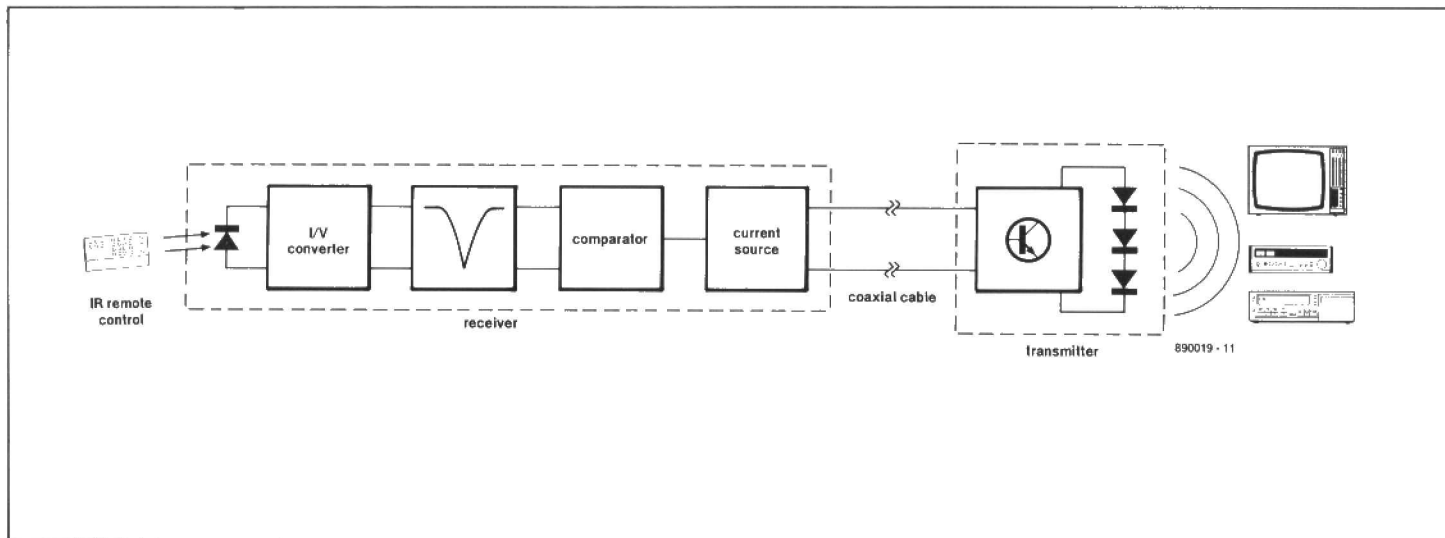 IR remote
control
I/V
converter
comparator
current
source
receiver
coaxial cable
transmitter
890019 - 11